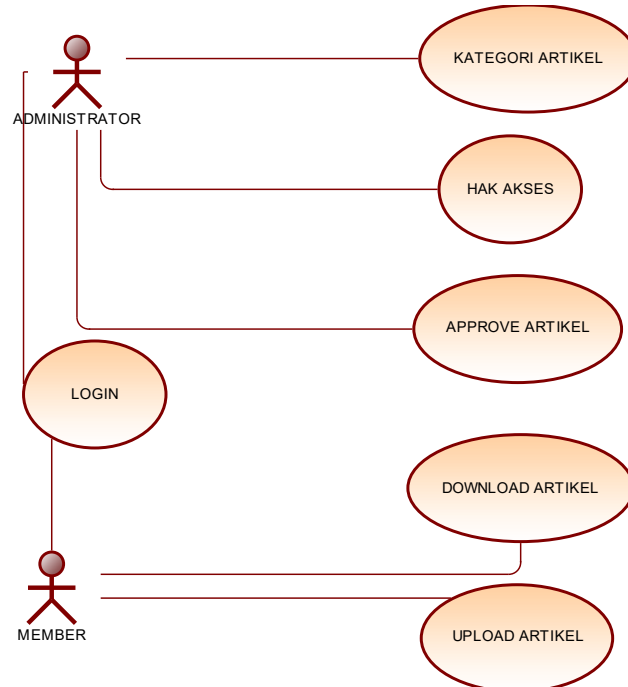 KATEGORI ARTIKEL
ADMINISTRATOR
HAK AKSES
APPROVE ARTIKEL
LOGIN
DOWNLOAD ARTIKEL
MEMBER
UPLOAD ARTIKEL